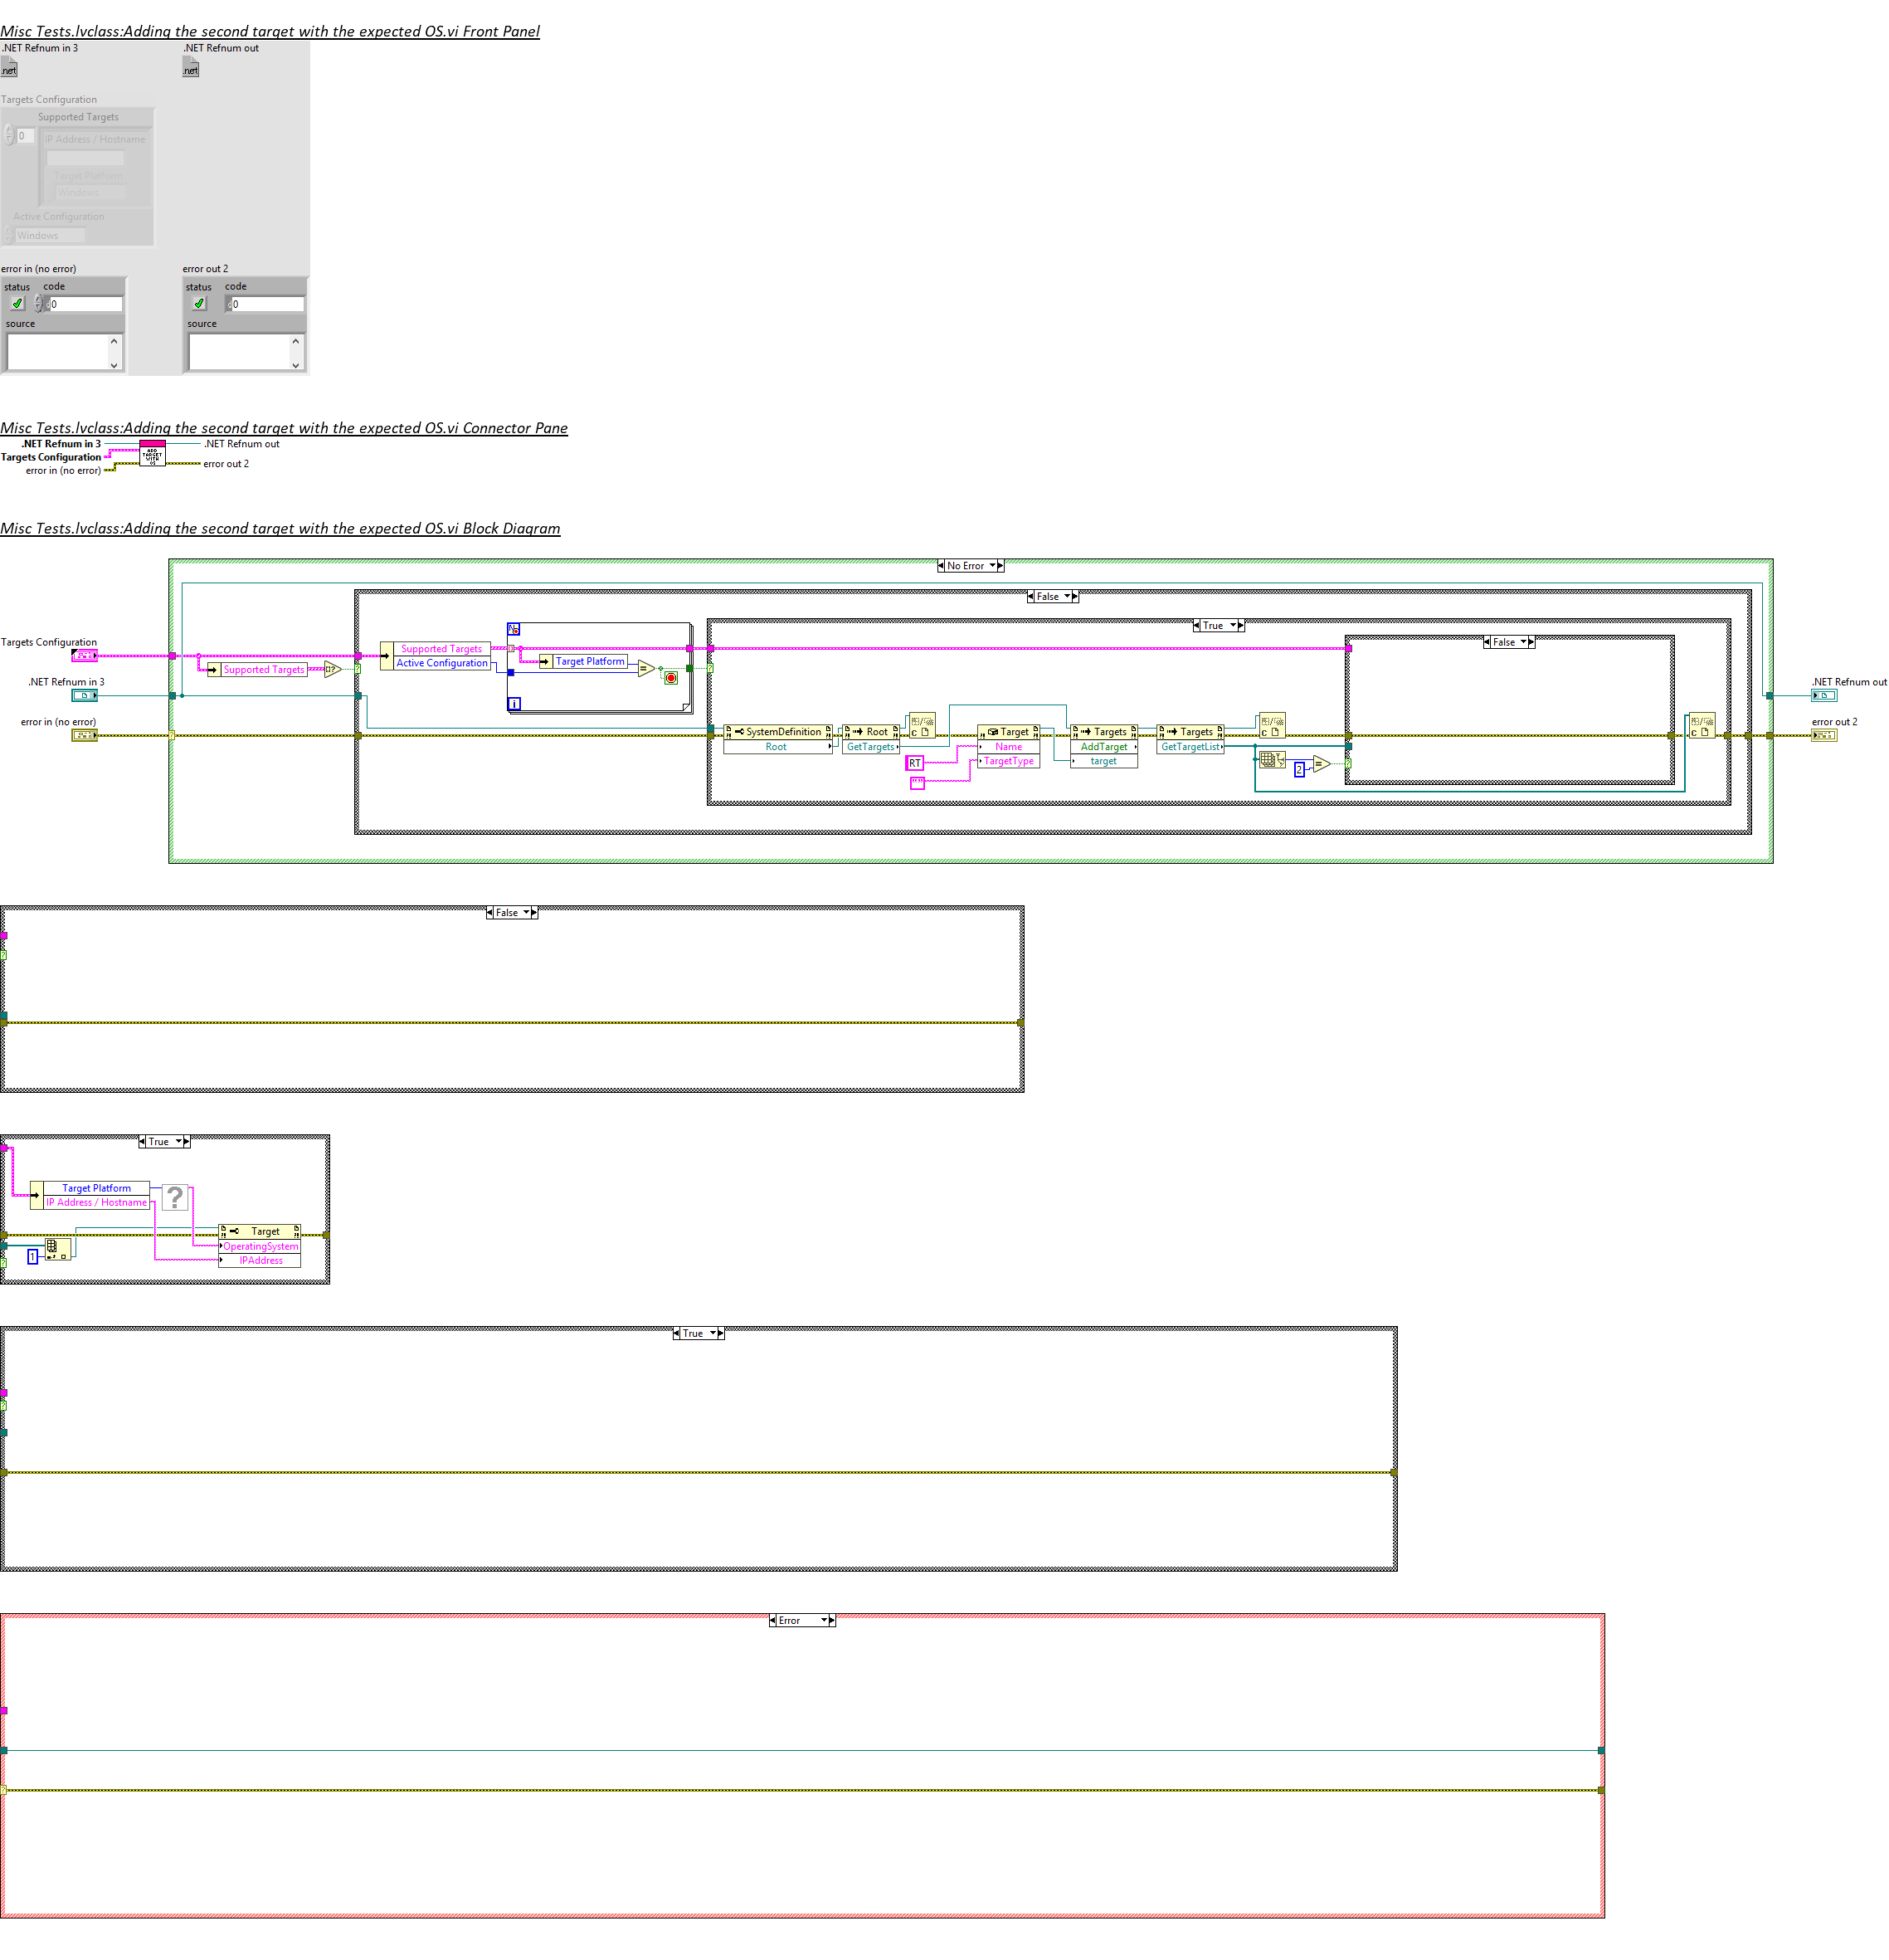 Misc Tests.lvclass:Adding the second target with the expected OS.vi Front Panel
.NET Refnum in 3
.NET Refnum out
.net
.net
Targets Configuration
Supported Targets
0
IP Address / Hostname
Target Platform
Windows
Active Configuration
Windows
error in (no error)
error out 2
status code
status code
0
0
source
source
Misc Tests.lvclass:Adding the second target with the expected OS.vi Connector Pane
.NET Refnum in 3
.NET Refnum out
Targets Configuration
error in (no error)
error out 2
ADD
TARGET
WITH
OS
Misc Tests.lvclass:Adding the second target with the expected OS.vi Block Diagram
No Error
False
True
False
Targets Configuration
Supported Targets
Supported Targets
Active Configuration
N
Target Platform
=
i
.NET Refnum in 3
.NET Refnum out
error in (no error)
error out 2
SystemDefinition
Root
Root
GetTargets
C
RT
Target
Name
TargetType
Targets
AddTarget
target
Targets
GetTargetList
C
2
=
C
False
True
Target Platform
IP Address / Hostname
?
1
Target
OperatingSystem
IPAddress
True
Error